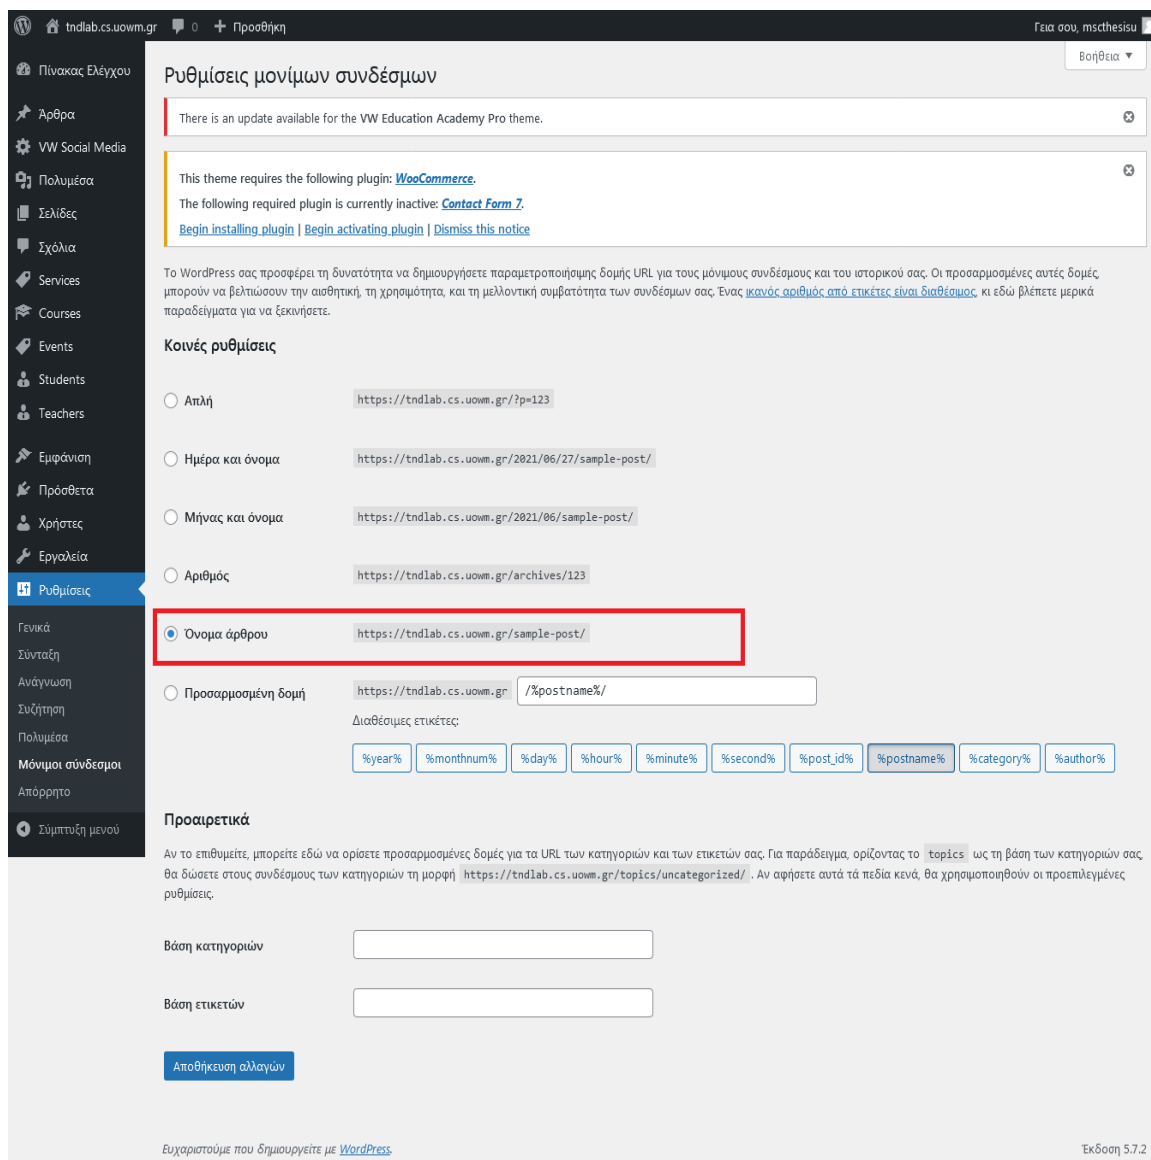 tndlab.cs.uowm.gr 0 Προσθήκη Γεια σου, mscthesisu
Βοήθεια
Πίνακας Ελέγχου
Άρθρα
VW Social Media
Πολυμέσα
Σελίδες
Σχόλια
Services
Courses
Events
Students
Teachers
Εμφάνιση
Πρόσθετα
Χρήστες
Εργαλεία
Ρυθμίσεις
Γενικά
Σύνταξη
Ανάγνωση
Συζήτηση
Πολυμέσα
Μόνιμοι σύνδεσμοι
Απόρρητο
Σύμπτυξη μενού
Ρυθμίσεις μονίμων συνδέσμων
There is an update available for the VW Education Academy Pro theme.
This theme requires the following plugin: WooCommerce.
The following required plugin is currently inactive: Contact Form 7.
Begin installing plugin | Begin activating plugin | Dismiss this notice
Το WordPress σας προσφέρει τη δυνατότητα να δημιουργήσετε παραμετροποιήσιμης δομής URL για τους μόνιμους συνδέσμους και του ιστορικού σας. Οι προσαρμοσμένες αυτές δομές,
μπορούν να βελτιώσουν την αισθητική, τη χρησιμότητα, και τη μελλοντική συμβατότητα των συνδέσμων σας. Ένας ικανός αριθμός από ετικέτες είναι διαθέσιμος, κι εδώ βλέπετε μερικά
παραδείγματα για να ξεκινήσετε.
Κοινές ρυθμίσεις
Απλή https://tndlab.cs.uowm.gr/?p=123
Ημέρα και όνομα https://tndlab.cs.uowm.gr/2021/06/27/sample-post/
Μήνας και όνομα https://tndlab.cs.uowm.gr/2021/06/sample-post/
Αριθμός https://tndlab.cs.uowm.gr/archives/123
Όνομα άρθρου https://tndlab.cs.uowm.gr/sample-post/
Προσαρμοσμένη δομή https://tndlab.cs.uowm.gr /%postname%/
Διαθέσιμες ετικέτες:
%year% %monthnum% %day% %hour% %minute% %second% %post_id% %postname% %category% %author%
Προαιρετικά
Αν το επιθυμείτε, μπορείτε εδώ να ορίσετε προσαρμοσμένες δομές για τα URL των κατηγοριών και των ετικετών σας. Για παράδειγμα, ορίζοντας το topics ως τη βάση των κατηγοριών σας,
θα δώσετε στους συνδέσμους των κατηγοριών τη μορφή https://tndlab.cs.uowm.gr/topics/uncategorized/ . Αν αφήσετε αυτά τά πεδία κενά, θα χρησιμοποιηθούν οι προεπιλεγμένες
ρυθμίσεις.
Βάση κατηγοριών
Βάση ετικετών
Αποθήκευση αλλαγών
Ευχαριστούμε που δημιουργείτε με WordPress. Έκδοση 5.7.2